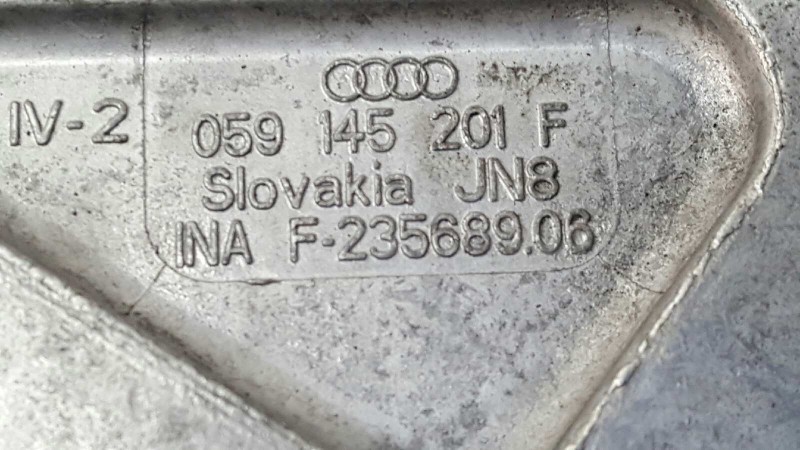 IV-2
059 145 201 F
Slovakia JN8
INA F-235689.06